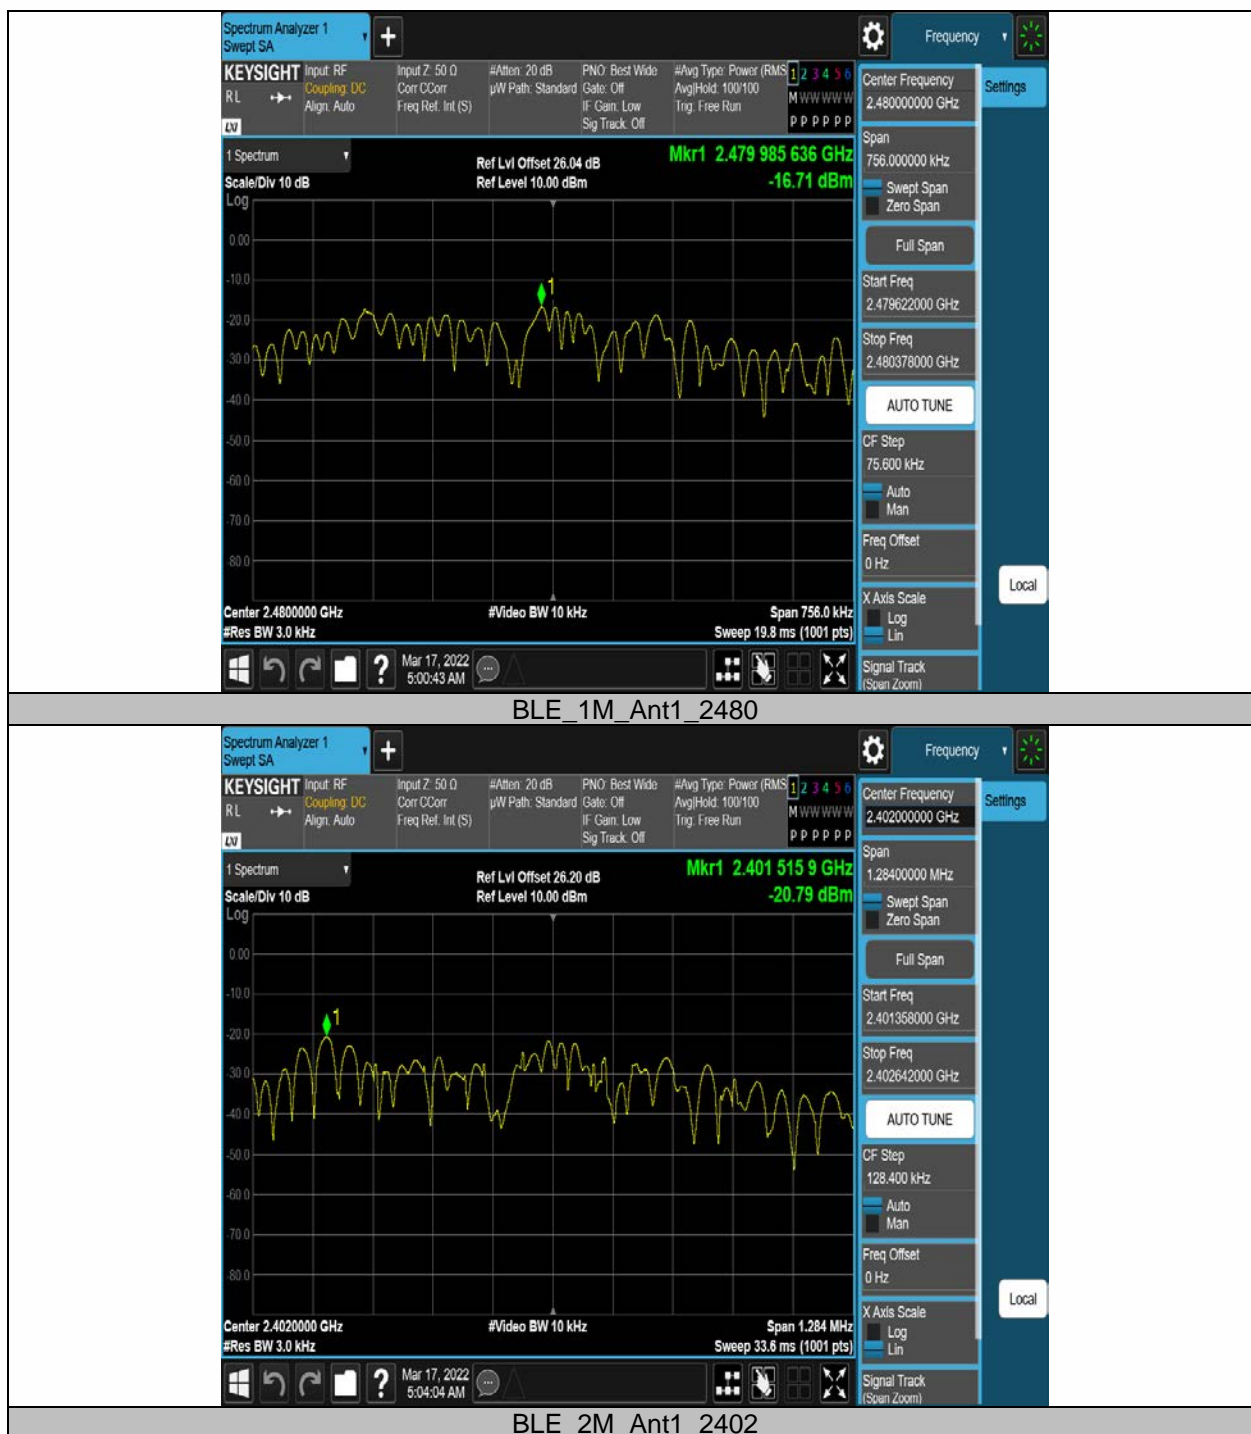 Spectrum Analyzer 1
Swept SA
+
Frequency
KEYSIGHT
RL
LXI
Input: RF
Coupling: DC
Align: Auto
Input Z: 50 Ω
Corr CCorr
Freq Ref: Int (S)
#Atten: 20 dB
µW Path: Standard
PNO: Best Wide
Gate: Off
IF Gain: Low
Sig Track: Off
#Avg Type: Power (RMS
Avg|Hold: 100/100
Trig: Free Run
1 2 3 4 5 6
M W W W W W
P P P P P P
Center Frequency
2.480000000 GHz
Settings
Span
756.000000 kHz
Swept Span
Zero Span
Full Span
Start Freq
2.479622000 GHz
Stop Freq
2.480378000 GHz
AUTO TUNE
CF Step
75.600 kHz
Auto
Man
Freq Offset
0 Hz
X Axis Scale
Log
Lin
Local
Signal Track
(Span Zoom)
1 Spectrum
Scale/Div 10 dB
Log
Ref Lvl Offset 26.04 dB
Ref Level 10.00 dBm
Mkr1 2.479 985 636 GHz
-16.71 dBm
1
0.00
-10.0
-20.0
-30.0
-40.0
-50.0
-60.0
-70.0
-80.0
Center 2.4800000 GHz
#Res BW 3.0 kHz
#Video BW 10 kHz
Span 756.0 kHz
Sweep 19.8 ms (1001 pts)
?
Mar 17, 2022
5:00:43 AM
BLE_1M_Ant1_2480
Spectrum Analyzer 1
Swept SA
+
Frequency
KEYSIGHT
RL
LXI
Input: RF
Coupling: DC
Align: Auto
Input Z: 50 Ω
Corr CCorr
Freq Ref: Int (S)
#Atten: 20 dB
µW Path: Standard
PNO: Best Wide
Gate: Off
IF Gain: Low
Sig Track: Off
#Avg Type: Power (RMS
Avg|Hold: 100/100
Trig: Free Run
1 2 3 4 5 6
M W W W W W
P P P P P P
Center Frequency
2.402000000 GHz
Settings
Span
1.28400000 MHz
Swept Span
Zero Span
Full Span
Start Freq
2.401358000 GHz
Stop Freq
2.402642000 GHz
AUTO TUNE
CF Step
128.400 kHz
Auto
Man
Freq Offset
0 Hz
X Axis Scale
Log
Lin
Local
Signal Track
(Span Zoom)
1 Spectrum
Scale/Div 10 dB
Log
Ref Lvl Offset 26.20 dB
Ref Level 10.00 dBm
Mkr1 2.401 515 9 GHz
-20.79 dBm
1
0.00
-10.0
-20.0
-30.0
-40.0
-50.0
-60.0
-70.0
-80.0
Center 2.4020000 GHz
#Res BW 3.0 kHz
#Video BW 10 kHz
Span 1.284 MHz
Sweep 33.6 ms (1001 pts)
?
Mar 17, 2022
5:04:04 AM
BLE_2M_Ant1_2402